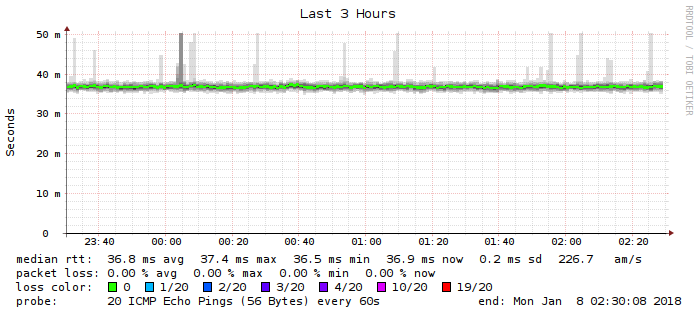 Last 3 Hours
RRDTOOL / TOBI OETIKER
Seconds
50 m
40 m
30 m
20 m
10 m
0
23:40 00:00 00:20 00:40 01:00 01:20 01:40 02:00 02:20
median rtt: 36.8 ms avg 37.4 ms max 36.5 ms min 36.9 ms now 0.2 ms sd 226.7 am/s
packet loss: 0.00 % avg 0.00 % max 0.00 % min 0.00 % now
loss color: 0 1/20 2/20 3/20 4/20 10/20 19/20
probe: 20 ICMP Echo Pings (56 Bytes) every 60s end: Mon Jan 8 02:30:08 2018